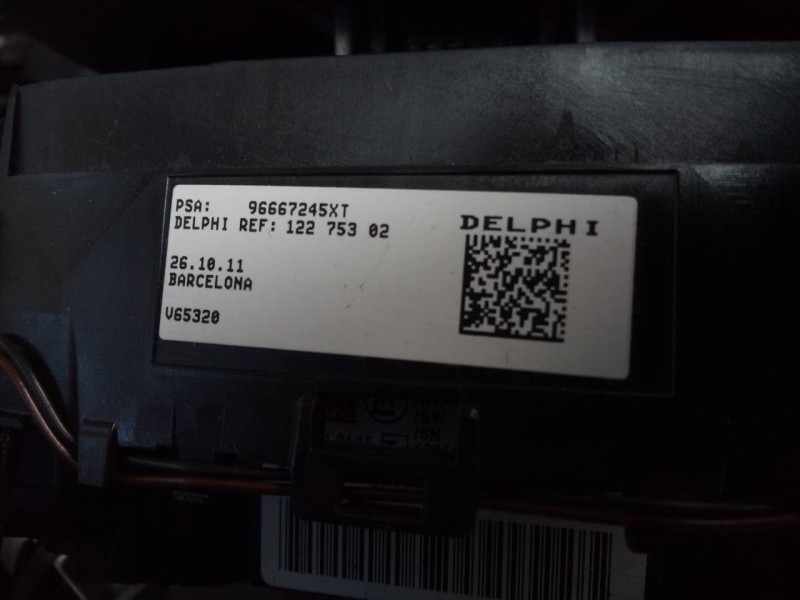 PSA: 96667245XT
DELPHI REF: 122 753 02
DELPHI
26.10.11
BARCELONA
V65320